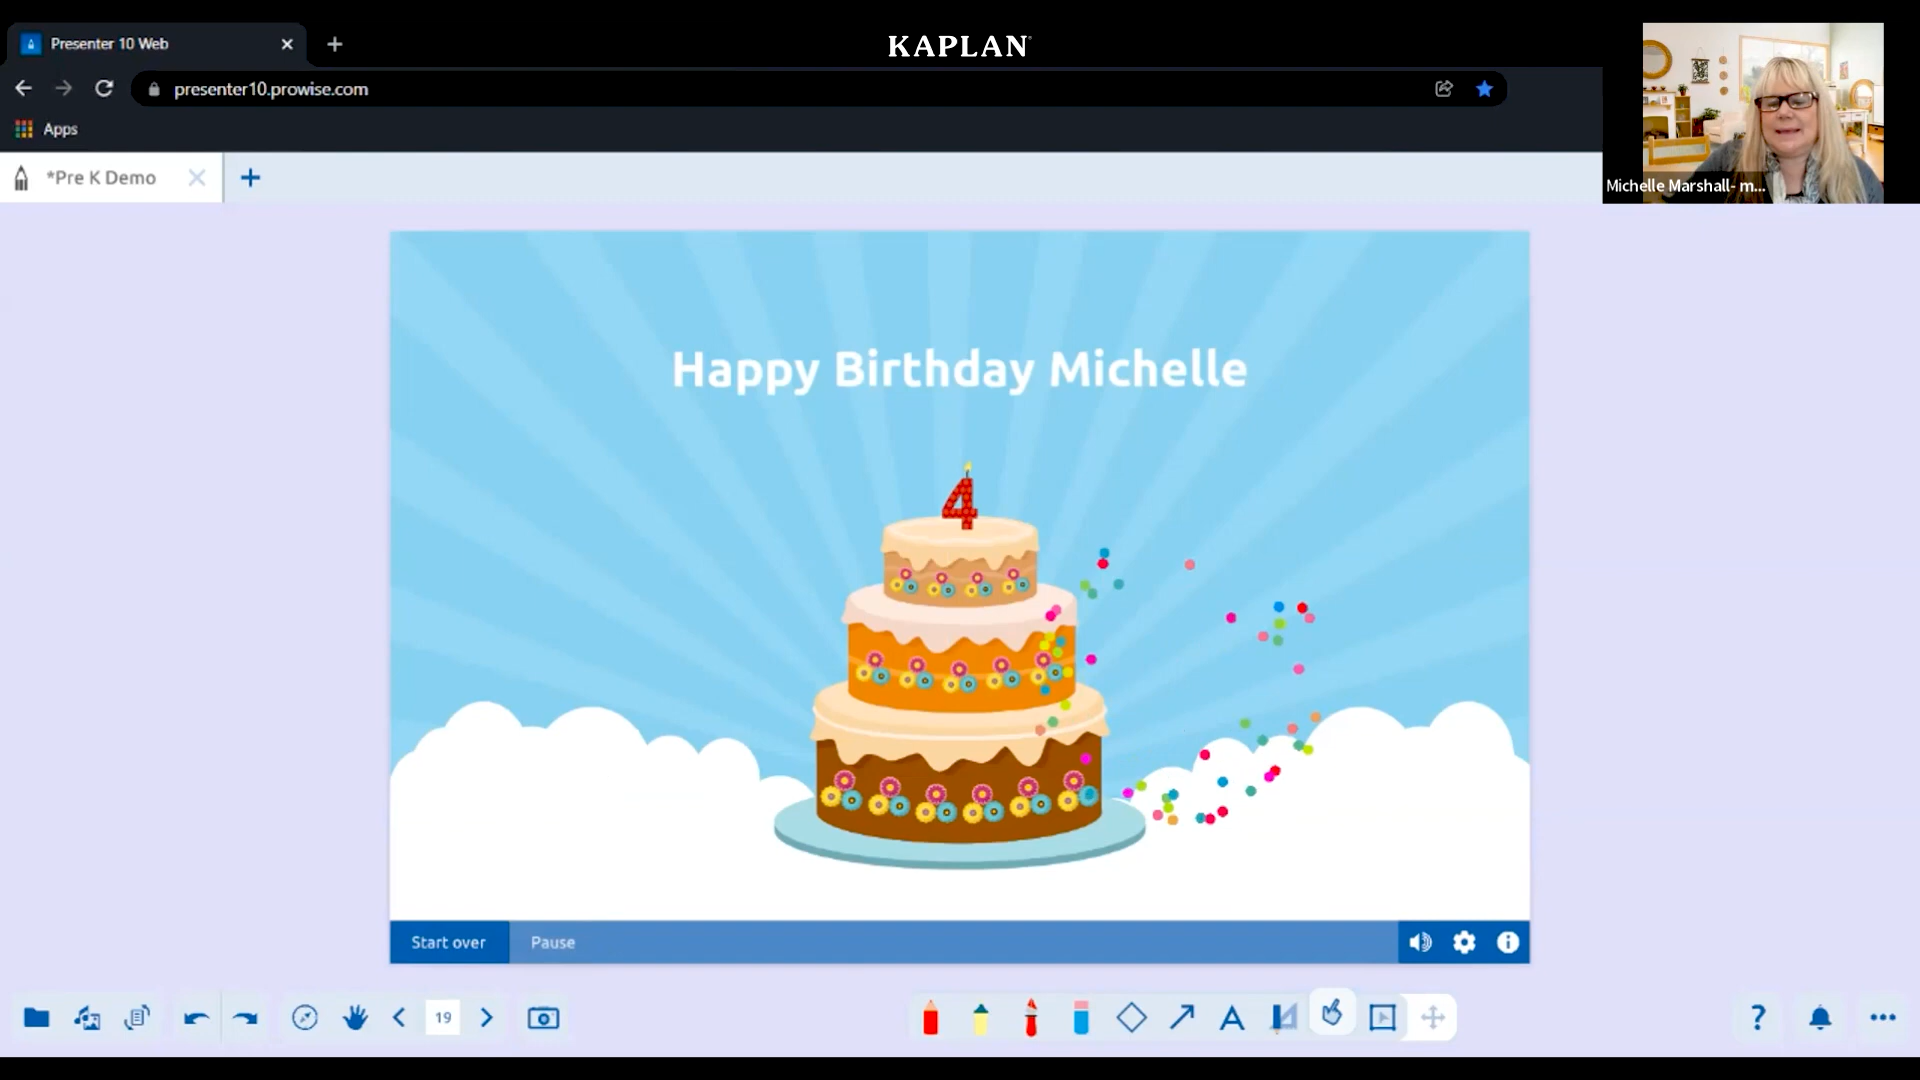 Presenter 10 Web
KAPLAN
presenter10.prowise.com
Apps
*Pre K Demo
Michelle Marshall- m...
Happy Birthday Michelle
4
Start over
Pause
19
A
?